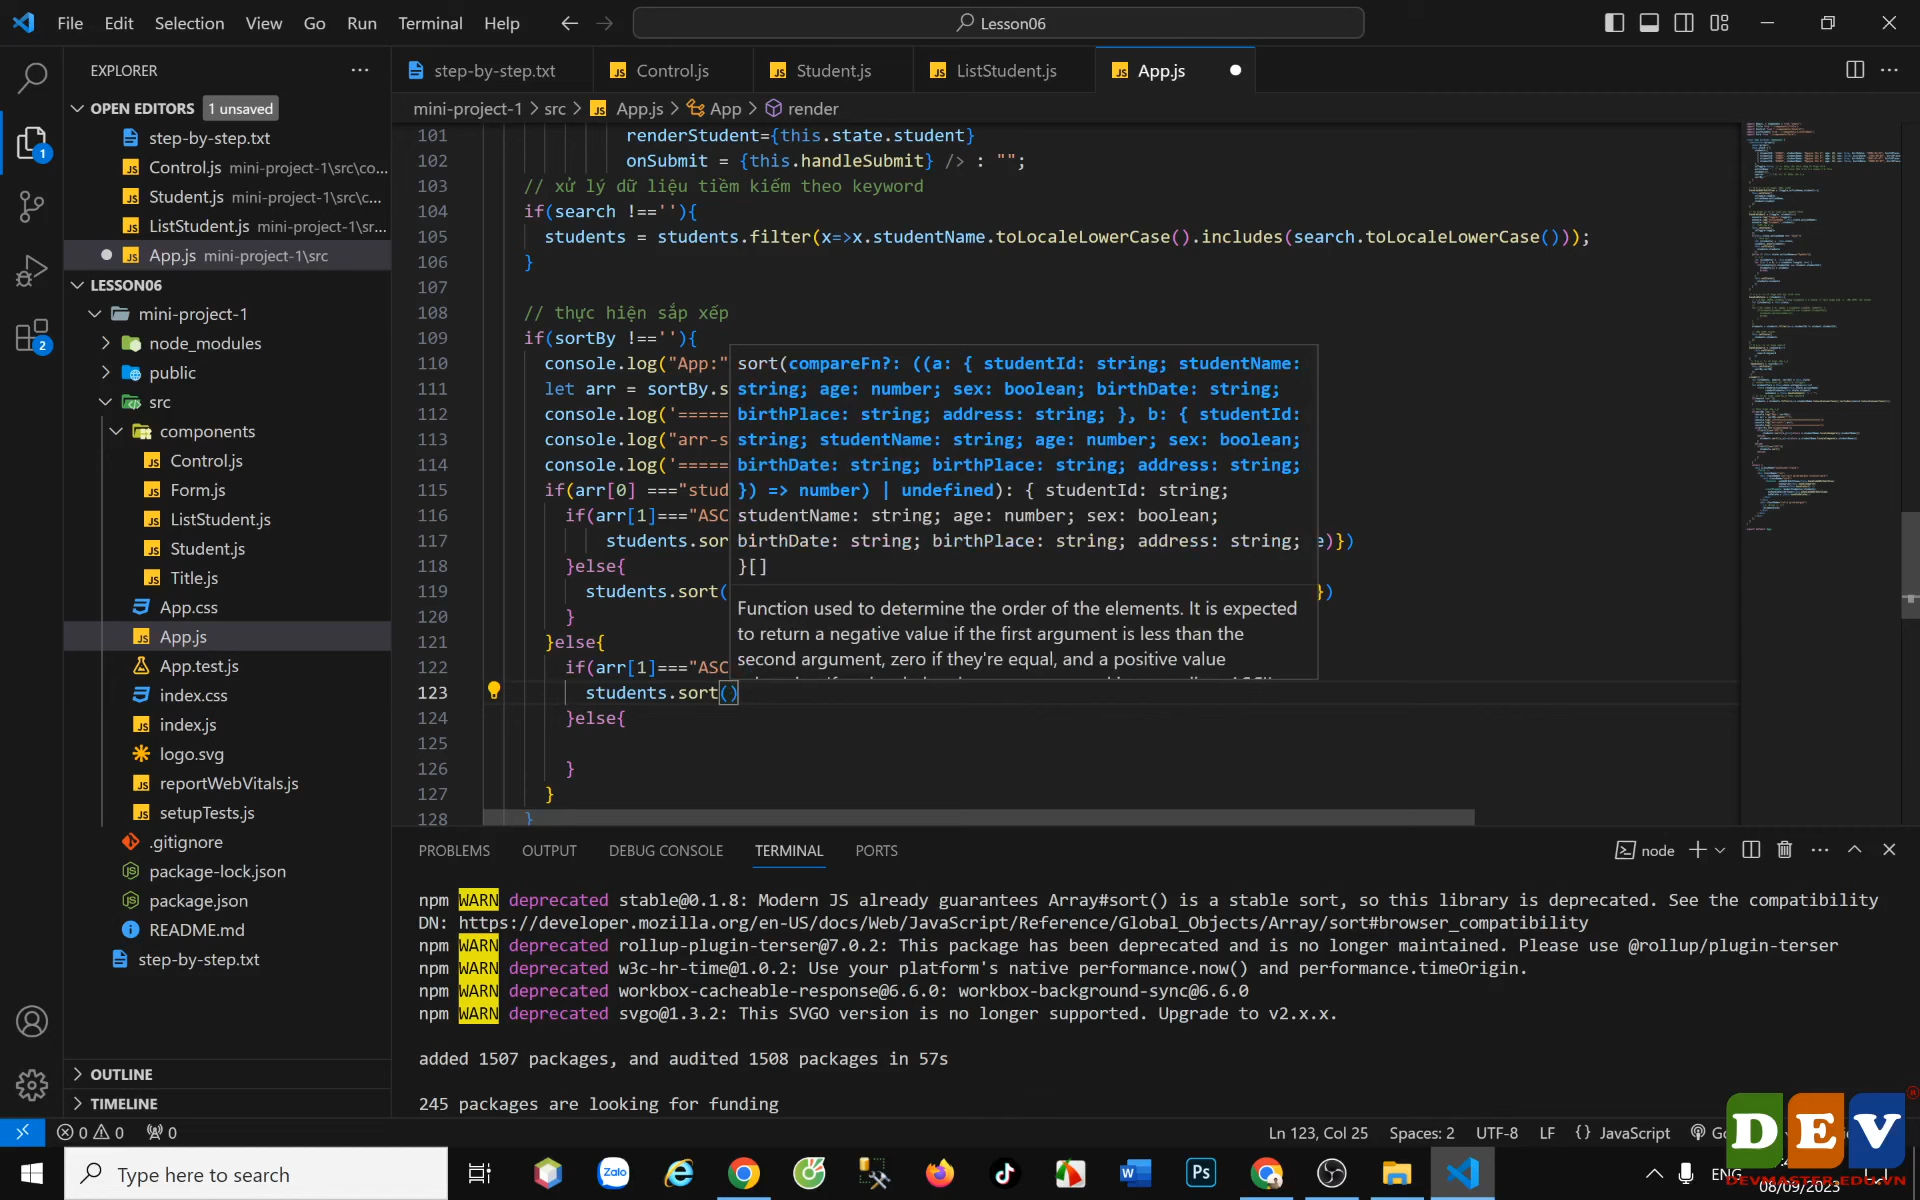 File Edit Selection View Go Run Terminal Help
Lesson06
EXPLORER
OPEN EDITORS 1 unsaved
step-by-step.txt
Control.js mini-project-1\src\co...
Student.js mini-project-1\src\c...
ListStudent.js mini-project-1\sr...
App.js mini-project-1\src
LESSON06
mini-project-1
node_modules
public
src
components
Control.js
Form.js
ListStudent.js
Student.js
Title.js
App.css
App.js
App.test.js
index.css
index.js
logo.svg
reportWebVitals.js
setupTests.js
.gitignore
package-lock.json
package.json
README.md
step-by-step.txt
OUTLINE
TIMELINE
1
2
step-by-step.txt Control.js Student.js ListStudent.js App.js
mini-project-1 > src > App.js > App > render
101 renderStudent={this.state.student}
102 onSubmit = {this.handleSubmit} /> : "";
103 // xử lý dữ liệu tiềm kiếm theo keyword
104 if(search !==''){
105 students = students.filter(x=>x.studentName.toLocaleLowerCase().includes(search.toLocaleLowerCase()));
106 }
107
108 // thực hiện sắp xếp
109 if(sortBy !==''){
110 console.log("App:"
111 let arr = sortBy.s
112 console.log('=====
113 console.log("arr-s
114 console.log('=====
115 if(arr[0] ==="stud
116 if(arr[1]==="ASC
117 students.sor e)})
118 }else{
119 students.sort( })
120 }
121 }else{
122 if(arr[1]==="ASC
123 students.sort()
124 }else{
125
126 }
127 }
128 }
sort(compareFn?: ((a: { studentId: string; studentName:
string; age: number; sex: boolean; birthDate: string;
birthPlace: string; address: string; }, b: { studentId:
string; studentName: string; age: number; sex: boolean;
birthDate: string; birthPlace: string; address: string;
}) => number) | undefined): { studentId: string;
studentName: string; age: number; sex: boolean;
birthDate: string; birthPlace: string; address: string;
}[]
Function used to determine the order of the elements. It is expected
to return a negative value if the first argument is less than the
second argument, zero if they're equal, and a positive value
PROBLEMS OUTPUT DEBUG CONSOLE TERMINAL PORTS
node
npm WARN deprecated stable@0.1.8: Modern JS already guarantees Array#sort() is a stable sort, so this library is deprecated. See the compatibility
DN: https://developer.mozilla.org/en-US/docs/Web/JavaScript/Reference/Global_Objects/Array/sort#browser_compatibility
npm WARN deprecated rollup-plugin-terser@7.0.2: This package has been deprecated and is no longer maintained. Please use @rollup/plugin-terser
npm WARN deprecated w3c-hr-time@1.0.2: Use your platform's native performance.now() and performance.timeOrigin.
npm WARN deprecated workbox-cacheable-response@6.6.0: workbox-background-sync@6.6.0
npm WARN deprecated svgo@1.3.2: This SVGO version is no longer supported. Upgrade to v2.x.x.
added 1507 packages, and audited 1508 packages in 57s
245 packages are looking for funding
0 0 0 Ln 123, Col 25 Spaces: 2 UTF-8 LF {} JavaScript Go
DEV
Type here to search
Zalo
Ps
ENG
DEVMASTER.EDU.VN
08/09/2023